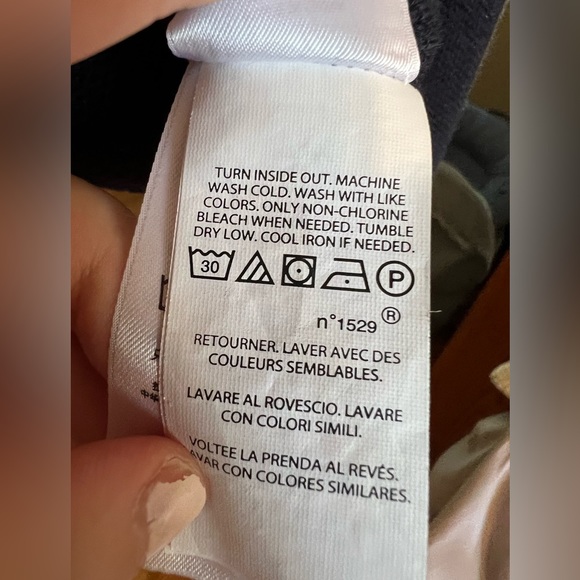 TURN INSIDE OUT. MACHINE
WASH COLD. WASH WITH LIKE
COLORS. ONLY NON-CHLORINE
BLEACH WHEN NEEDED. TUMBLE
DRY LOW. COOL IRON IF NEEDED.
30 P
n°1529 ®
RETOURNER. LAVER AVEC DES
COULEURS SEMBLABLES.
LAVARE AL ROVESCIO. LAVARE
CON COLORI SIMILI.
VOLTEE LA PRENDA AL REVÉS.
AVAR CON COLORES SIMILARES.